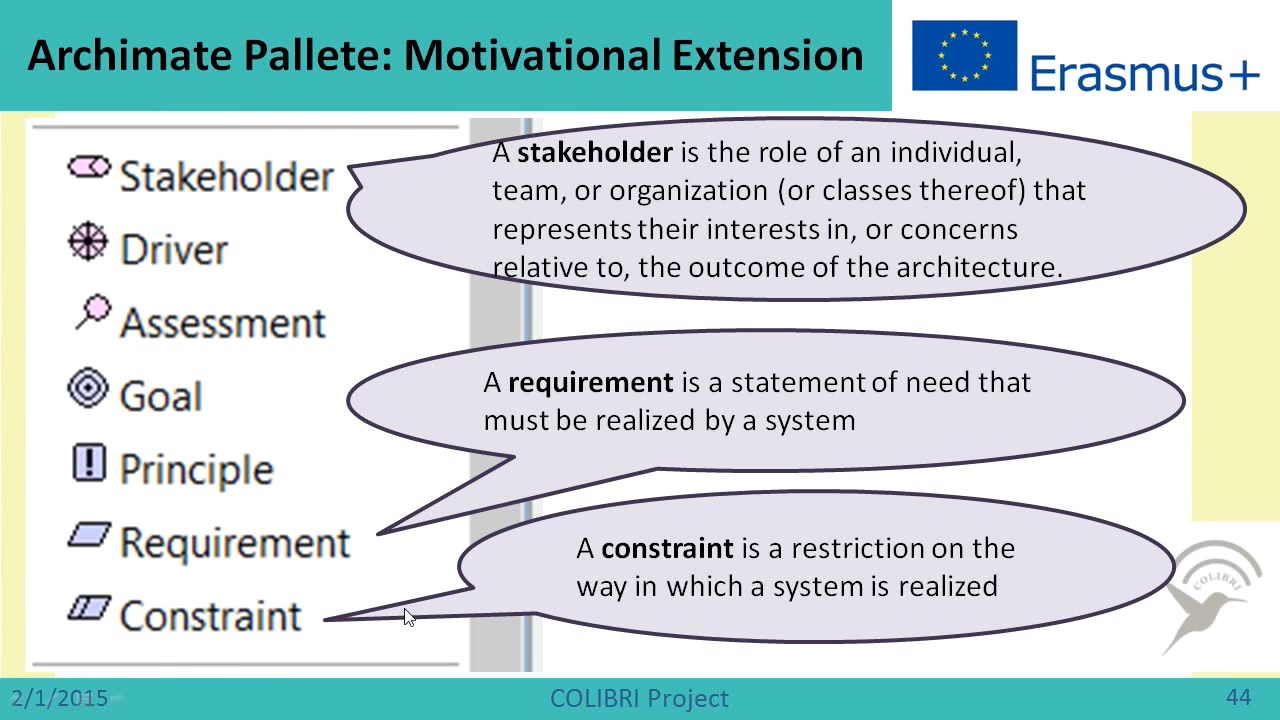 Archimate Pallete: Motivational Extension
Erasmus+
Stakeholder
Driver
Assessment
Goal
Principle
Requirement
Constraint
A stakeholder is the role of an individual,
team, or organization (or classes thereof) that
represents their interests in, or concerns
relative to, the outcome of the architecture.
A requirement is a statement of need that
must be realized by a system
A constraint is a restriction on the
way in which a system is realized
COLIBRI
2/1/2015
COLIBRI Project
44